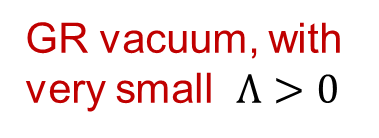 GR vacuum, with
very small Λ > 0